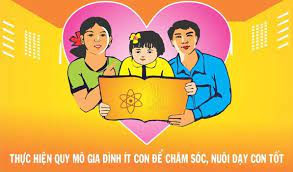 THỰC HIỆN QUY MÔ GIA ĐÌNH ÍT CON ĐỂ CHĂM SÓC, NUÔI DẠY CON TỐT